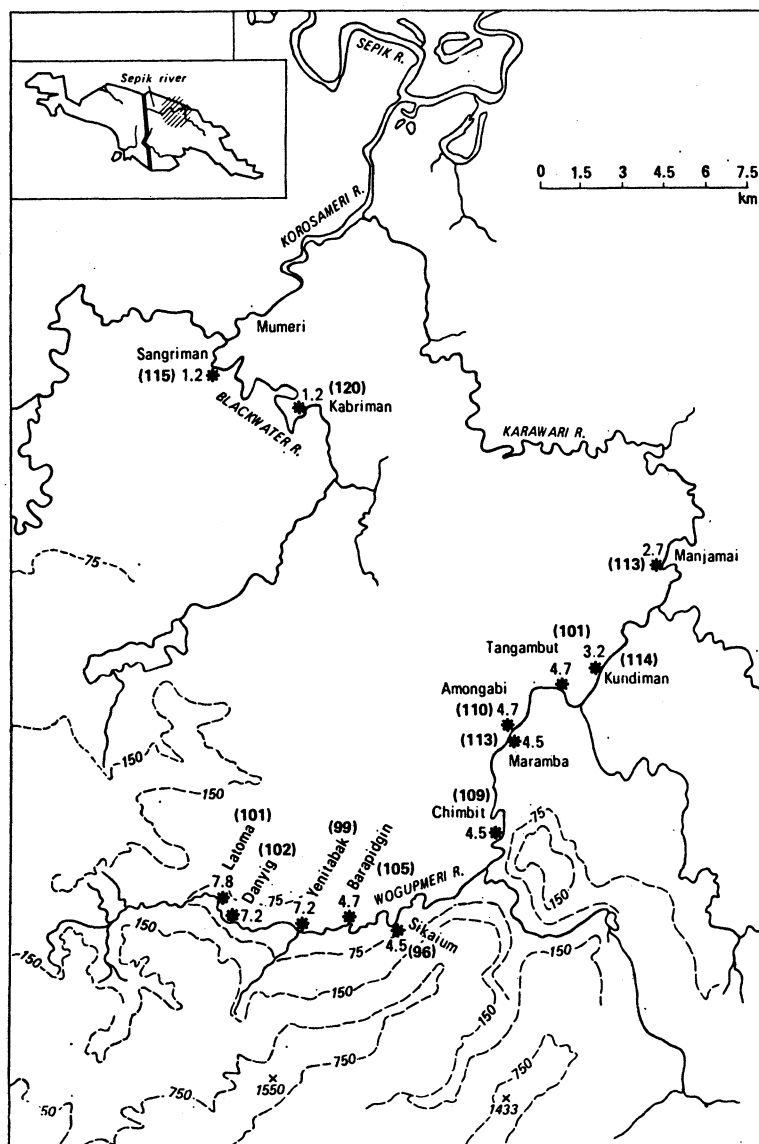 SEPIK R.
Sepik river
0 1.5 3 4.5 6 7.5
km
KOROSAMERI R.
Mumeri
Sangriman
(115) 1.2
(120)
1.2
Kabriman
BLACKWATER R.
KARAWARI R.
75
2.7
(113)
Manjamai
(101)
Tangambut
3.2
(114)
4.7
Kundiman
Amongabi
(110) 4.7
(113)
4.5
Maramba
150
150
(109)
Chimbit
4.5
75
150
(101)
Latoma
7.8
(102)
Danyig
7.2
(99)
Yenitabak
7.2
75
Barapidgin
4.7
(105)
WOGUPMERI R.
Sikaium
4.5
(96)
75
150
150
150
150
150
150
750
750
750
750
1550
1433
50